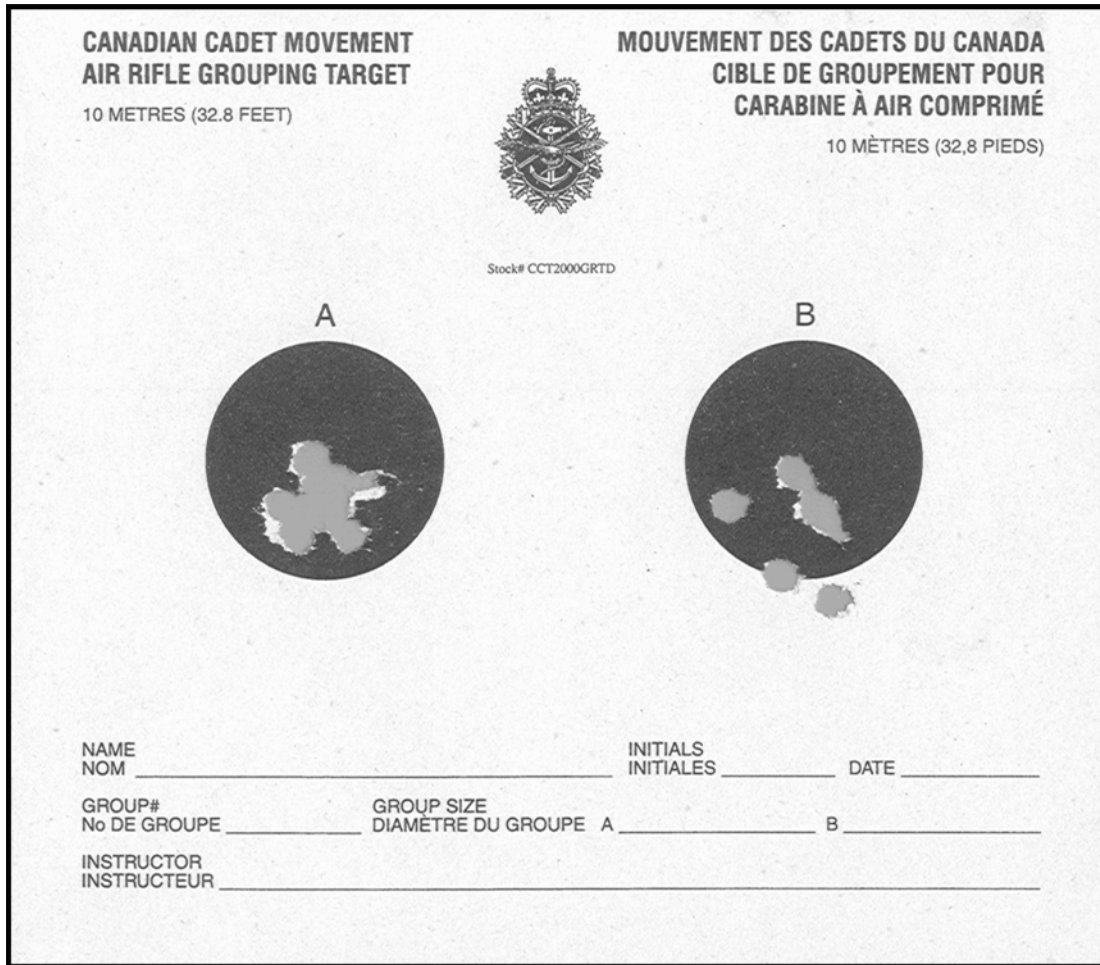 CANADIAN CADET MOVEMENT
AIR RIFLE GROUPING TARGET
10 METRES (32.8 FEET)
MOUVEMENT DES CADETS DU CANADA
CIBLE DE GROUPEMENT POUR
CARABINE À AIR COMPRIMÉ
10 MÈTRES (32,8 PIEDS)
Stock# CCT2000GRTD
A
B
NAME
NOM
INITIALS
INITIALES
DATE
GROUP#
No DE GROUPE
GROUP SIZE
DIAMÈTRE DU GROUPE A
B
INSTRUCTOR
INSTRUCTEUR